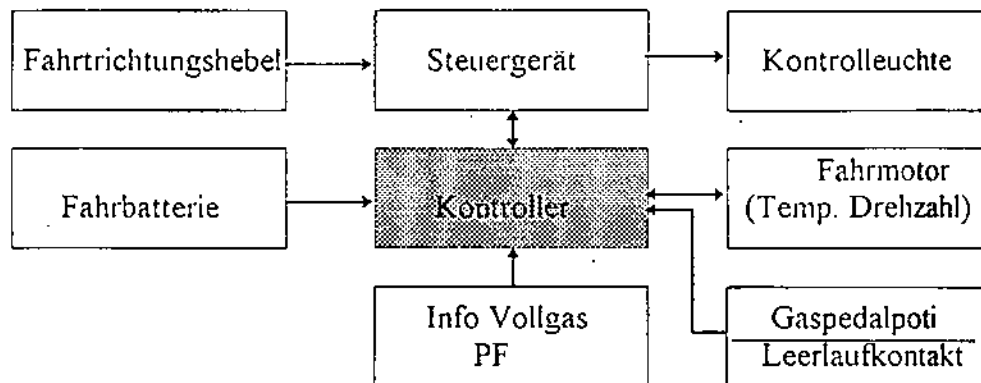 Fahrtrichtungshebel
Steuergerät
Kontrolleuchte
Fahrbatterie
Kontroller
Fahrmotor
(Temp. Drehzahl)
Info Vollgas
PF
Gaspedalpoti
Leerlaufkontakt